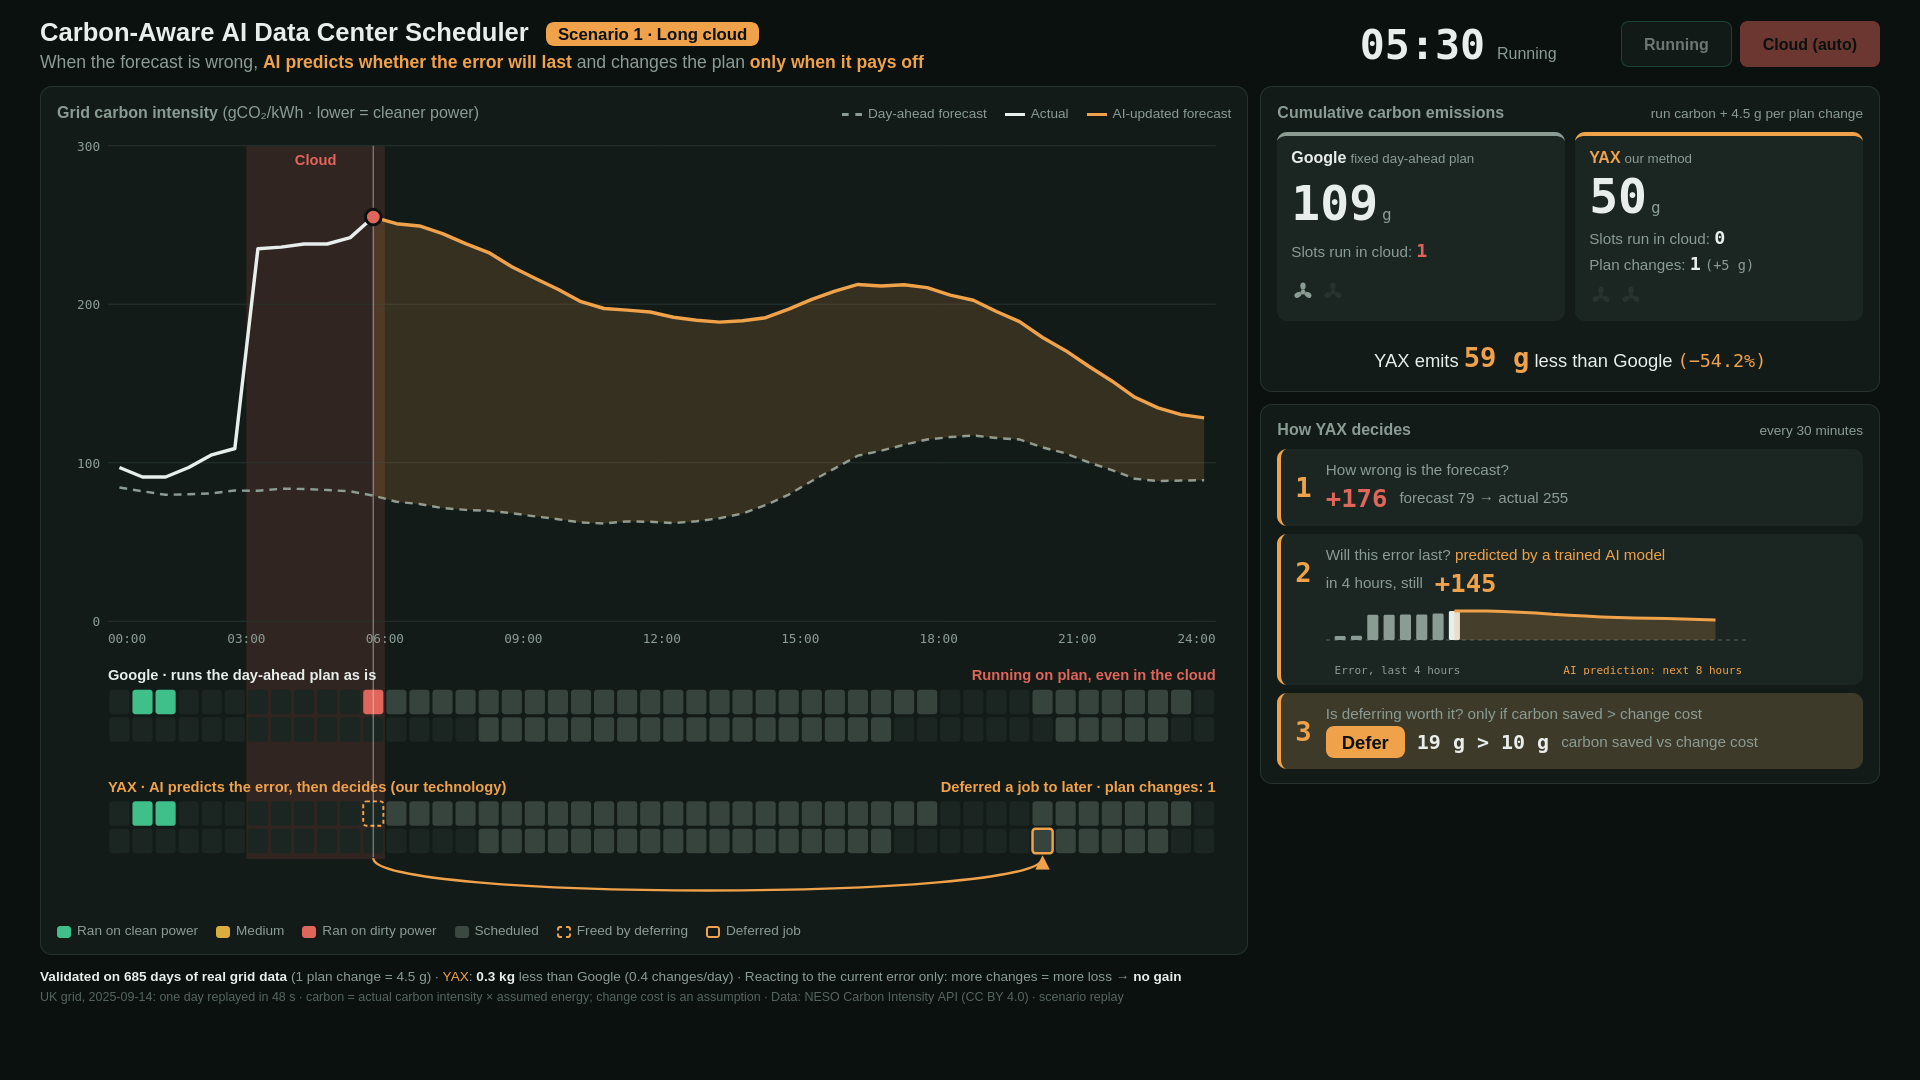 Carbon-Aware AI Data Center Scheduler
Scenario 1 · Long cloud
When the forecast is wrong, AI predicts whether the error will last and changes the plan only when it pays off
05:30 Running
Running
Cloud (auto)
Grid carbon intensity (gCO₂/kWh · lower = cleaner power)
Day-ahead forecast
Actual
AI-updated forecast
300
200
100
0
Cloud
00:00 03:00 06:00 09:00 12:00 15:00 18:00 21:00 24:00
Google · runs the day-ahead plan as is
Running on plan, even in the cloud
YAX · AI predicts the error, then decides (our technology)
Deferred a job to later · plan changes: 1
Ran on clean power
Medium
Ran on dirty power
Scheduled
Freed by deferring
Deferred job
Cumulative carbon emissions
run carbon + 4.5 g per plan change
Google fixed day-ahead plan
109 g
Slots run in cloud: 1
YAX our method
50 g
Slots run in cloud: 0
Plan changes: 1 (+5 g)
YAX emits 59 g less than Google (−54.2%)
How YAX decides
every 30 minutes
1
How wrong is the forecast?
+176 forecast 79 → actual 255
2
Will this error last? predicted by a trained AI model
in 4 hours, still +145
Error, last 4 hours
AI prediction: next 8 hours
3
Is deferring worth it? only if carbon saved > change cost
Defer 19 g > 10 g carbon saved vs change cost
Validated on 685 days of real grid data (1 plan change = 4.5 g) · YAX: 0.3 kg less than Google (0.4 changes/day) · Reacting to the current error only: more changes = more loss → no gain
UK grid, 2025-09-14: one day replayed in 48 s · carbon = actual carbon intensity × assumed energy; change cost is an assumption · Data: NESO Carbon Intensity API (CC BY 4.0) · scenario replay